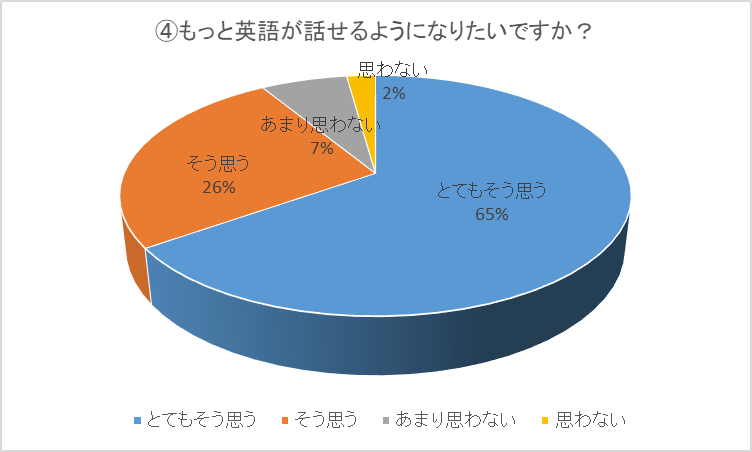 ④もっと英語が話せるようになりたいですか？
思わない
2%
あまり思わない
7%
そう思う
26%
とてもそう思う
65%
とてもそう思う そう思う あまり思わない 思わない